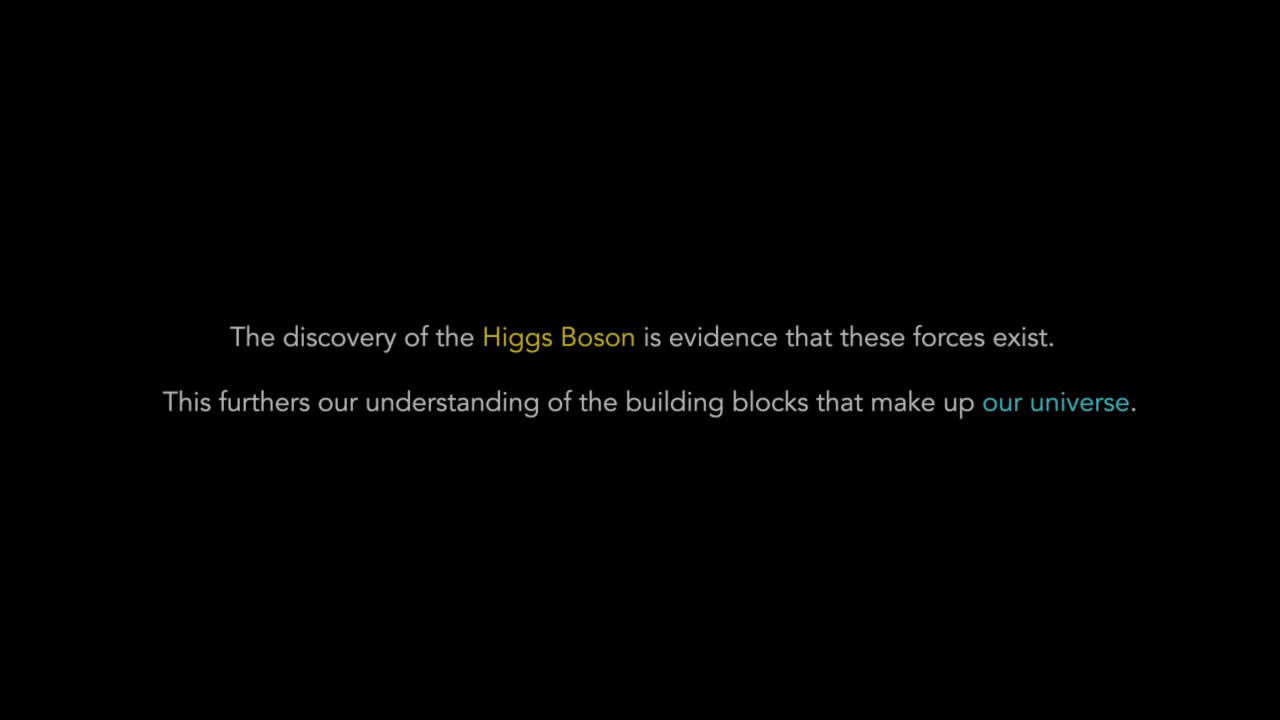 The discovery of the Higgs Boson is evidence that these forces exist.
This furthers our understanding of the building blocks that make up our universe.